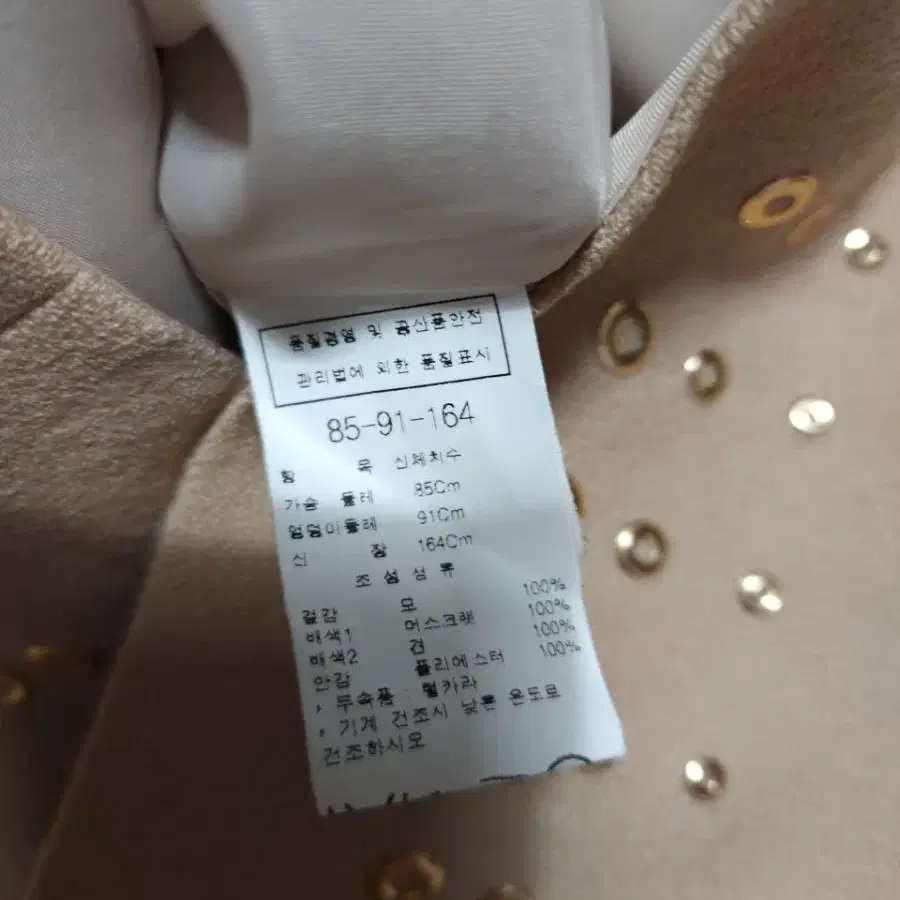 품질경영 및 공산품안전
관리법에 의한 품질표시
85-91-164
항 목 신체치수
가슴 둘레 85Cm
엉덩이둘레 91Cm
신 장 164Cm
조 성 섬 유
겉감 모 100%
배색1 머스크랫 100%
배색2 견 100%
안감 폴리에스터 100%
, 부속품 : 털카라
, 기계 건조시 낮은 온도로
건조하시모